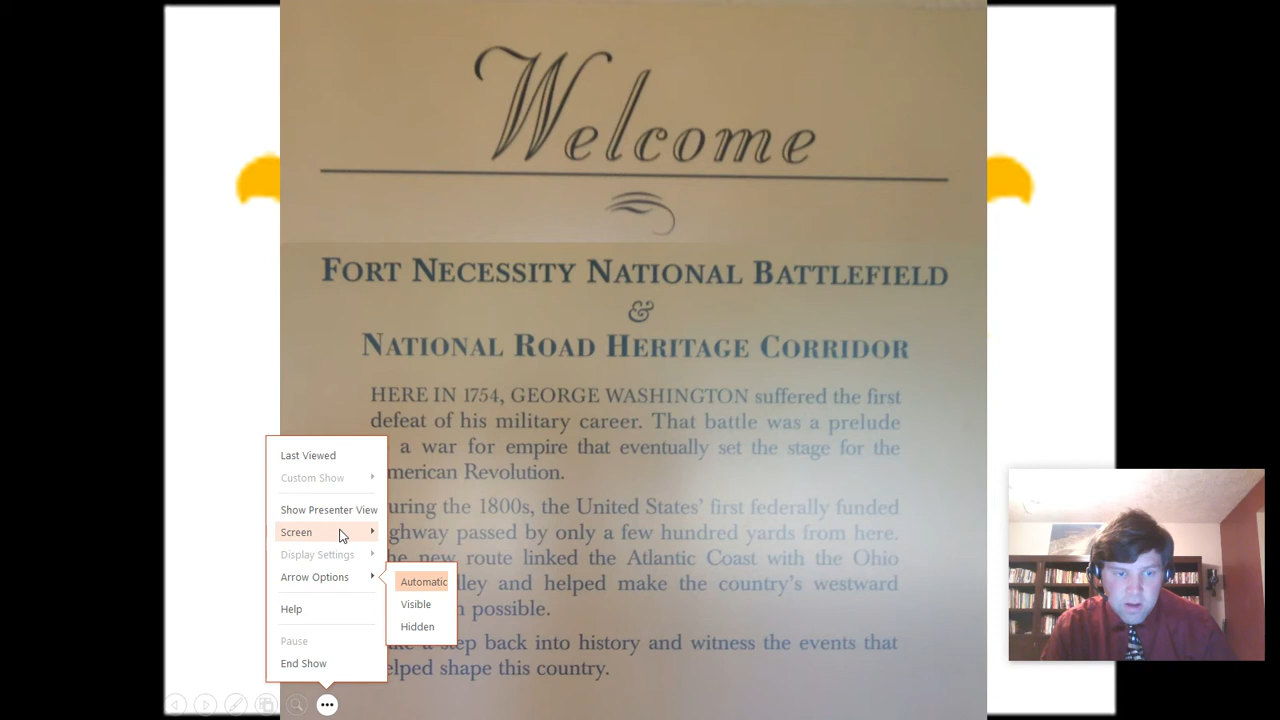 Welcome
FORT NECESSITY NATIONAL BATTLEFIELD
&
NATIONAL ROAD HERITAGE CORRIDOR
HERE IN 1754, GEORGE WASHINGTON suffered the first
defeat of his military career. That battle was a prelude
a war for empire that eventually set the stage for the
merican Revolution.
uring the 1800s, the United States' first federally funded
ghway passed by only a few hundred yards from here.
he new route linked the Atlantic Coast with the Ohio
lley and helped make the country's westward
possible.
step back into history and witness the events that
elped shape this country.
Last Viewed
Custom Show
Show Presenter View
Screen
Display Settings
Arrow Options
Help
Pause
End Show
Automatic
Visible
Hidden